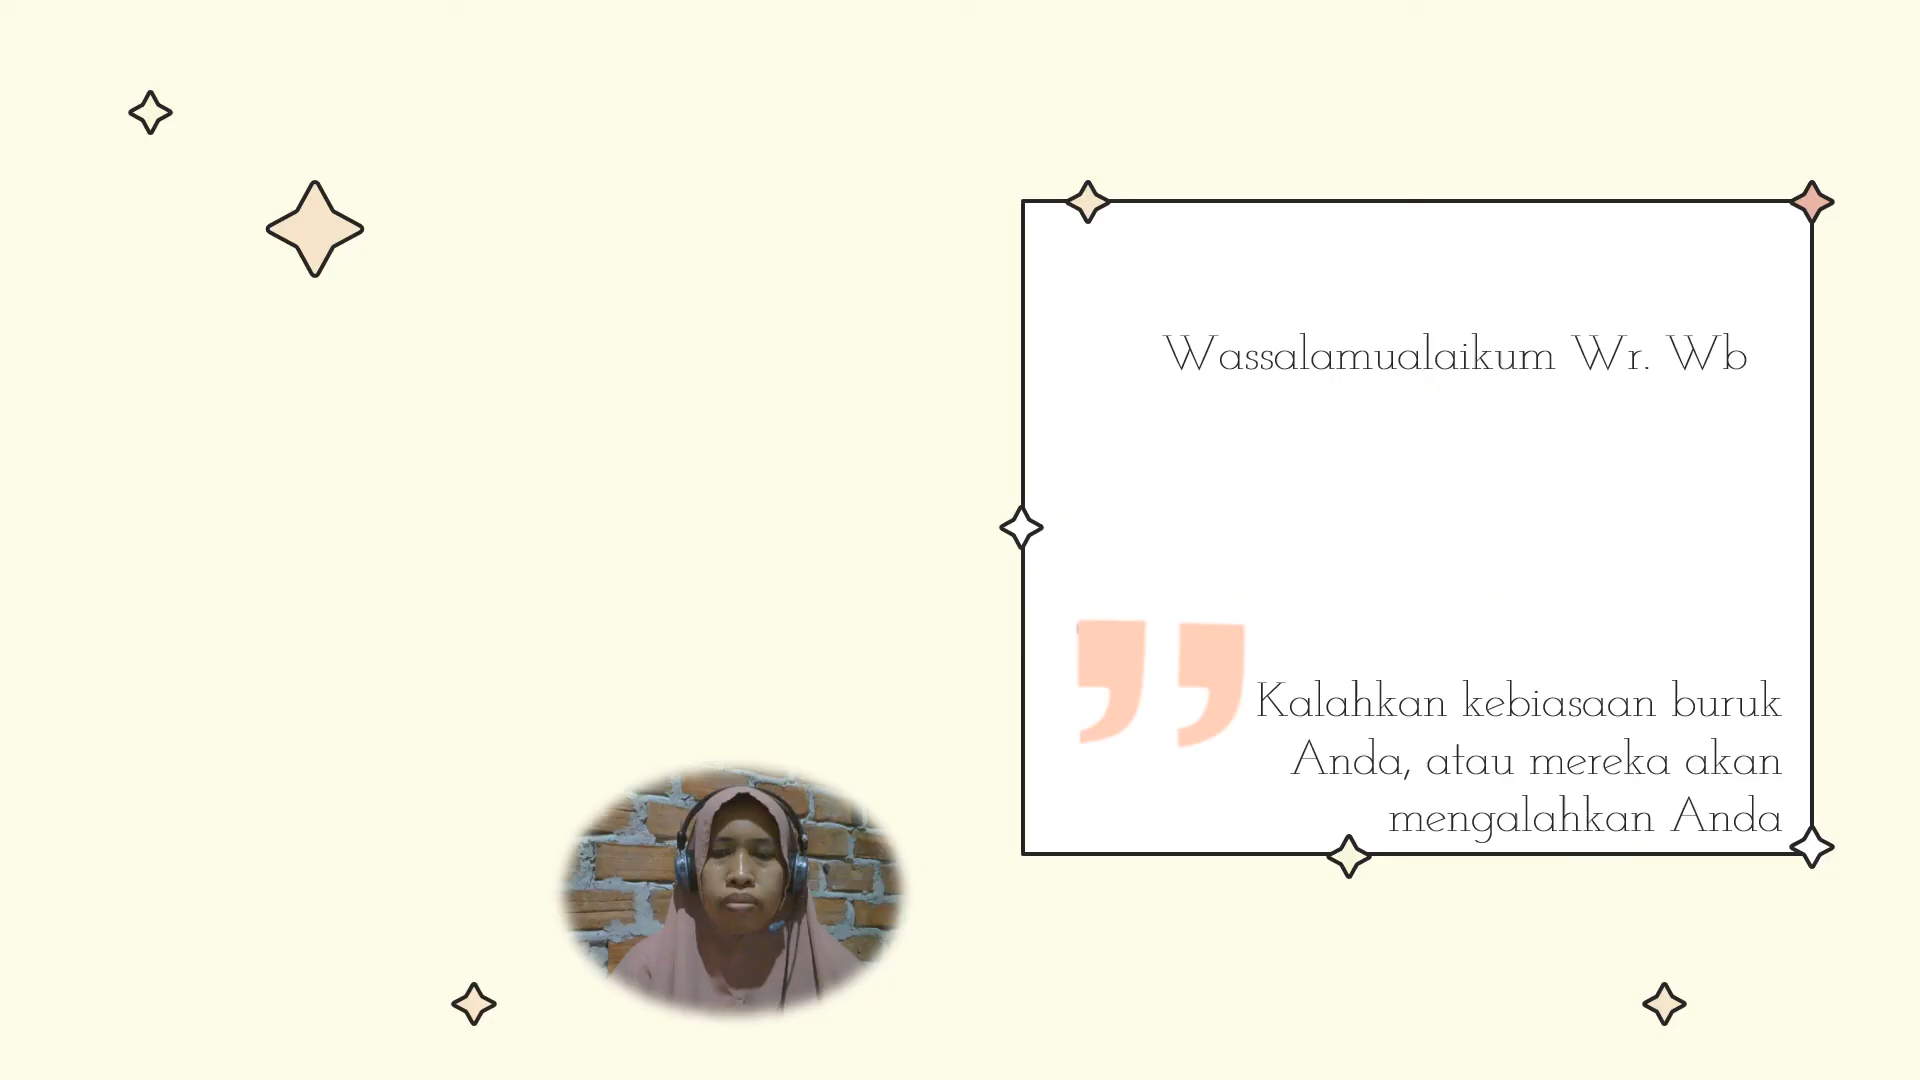 Wassalamualaikum Wr. Wb
Kalahkan kebiasaan buruk
Anda, atau mereka akan
mengalahkan Anda